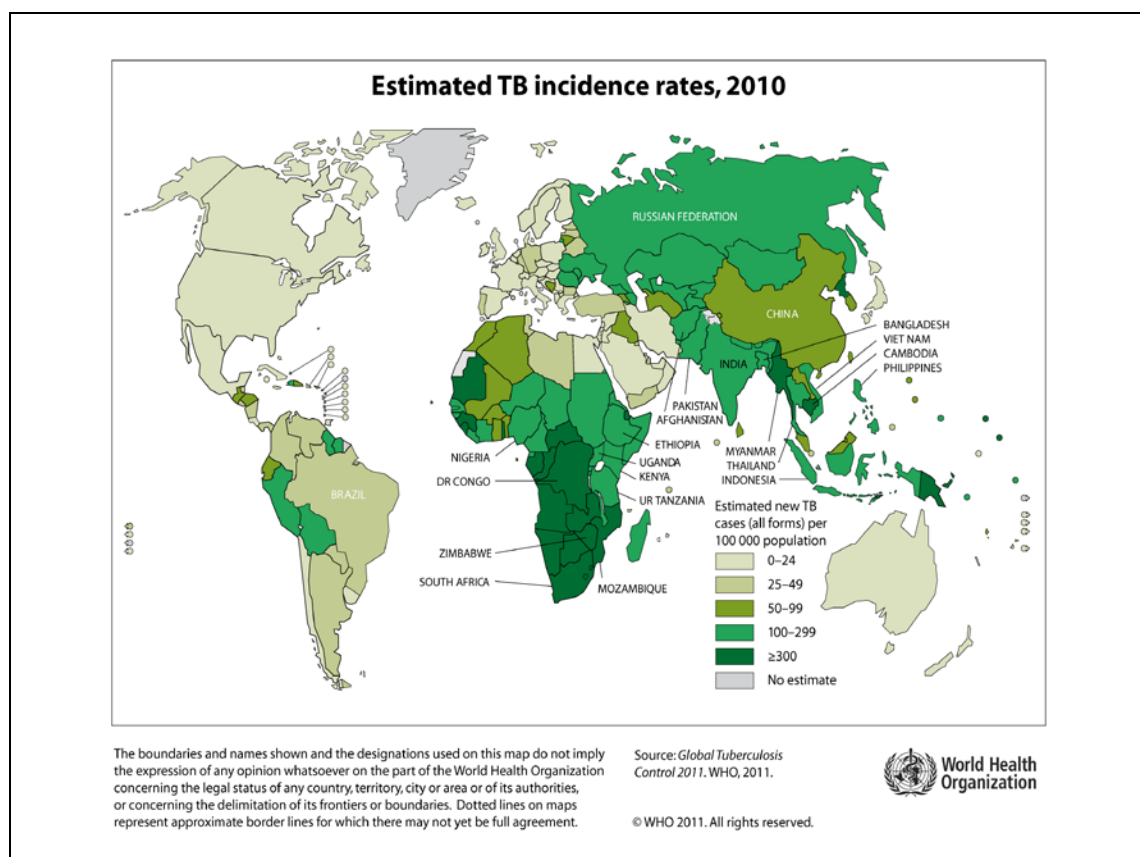 Estimated TB incidence rates, 2010
RUSSIAN FEDERATION
CHINA
BANGLADESH
VIET NAM
CAMBODIA
PHILIPPINES
INDIA
PAKISTAN
AFGHANISTAN
ETHIOPIA
NIGERIA
UGANDA
MYANMAR
THAILAND
KENYA
INDONESIA
DR CONGO
BRAZIL
UR TANZANIA
ZIMBABWE
SOUTH AFRICA
MOZAMBIQUE
Estimated new TB
cases (all forms) per
100 000 population
0–24
25–49
50–99
100–299
≥300
No estimate
The boundaries and names shown and the designations used on this map do not imply
the expression of any opinion whatsoever on the part of the World Health Organization
concerning the legal status of any country, territory, city or area or of its authorities,
or concerning the delimitation of its frontiers or boundaries. Dotted lines on maps
represent approximate border lines for which there may not yet be full agreement.
Source: Global Tuberculosis
Control 2011. WHO, 2011.
© WHO 2011. All rights reserved.
World Health
Organization